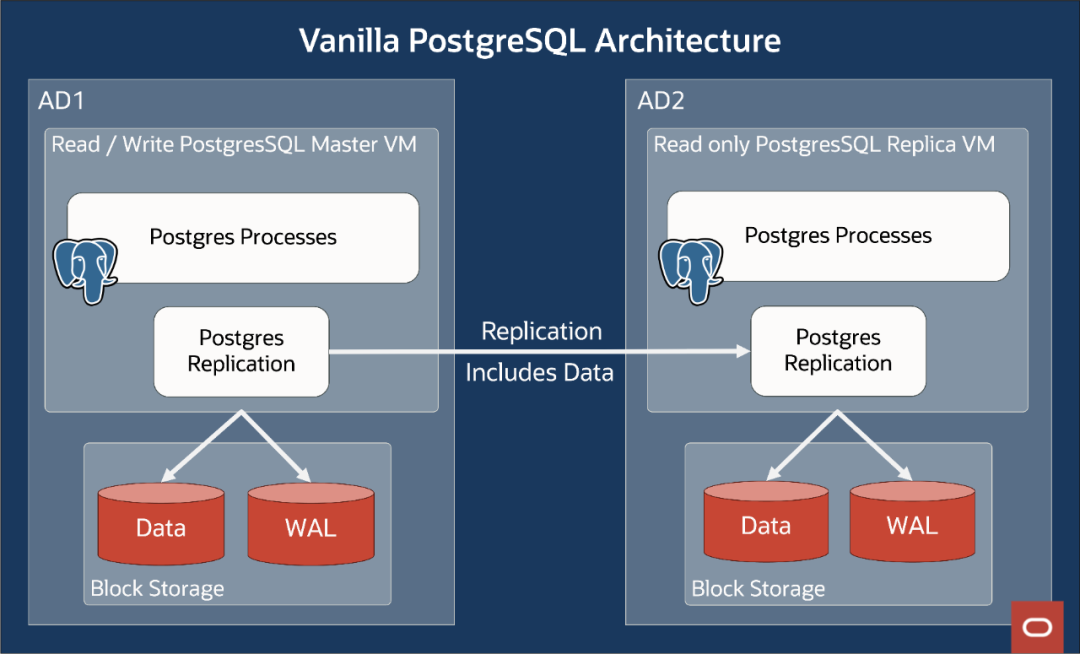 Vanilla PostgreSQL Architecture
AD1
Read / Write PostgresSQL Master VM
Postgres Processes
Postgres
Replication
Data
WAL
Block Storage
Replication
Includes Data
AD2
Read only PostgresSQL Replica VM
Postgres Processes
Postgres
Replication
Data
WAL
Block Storage